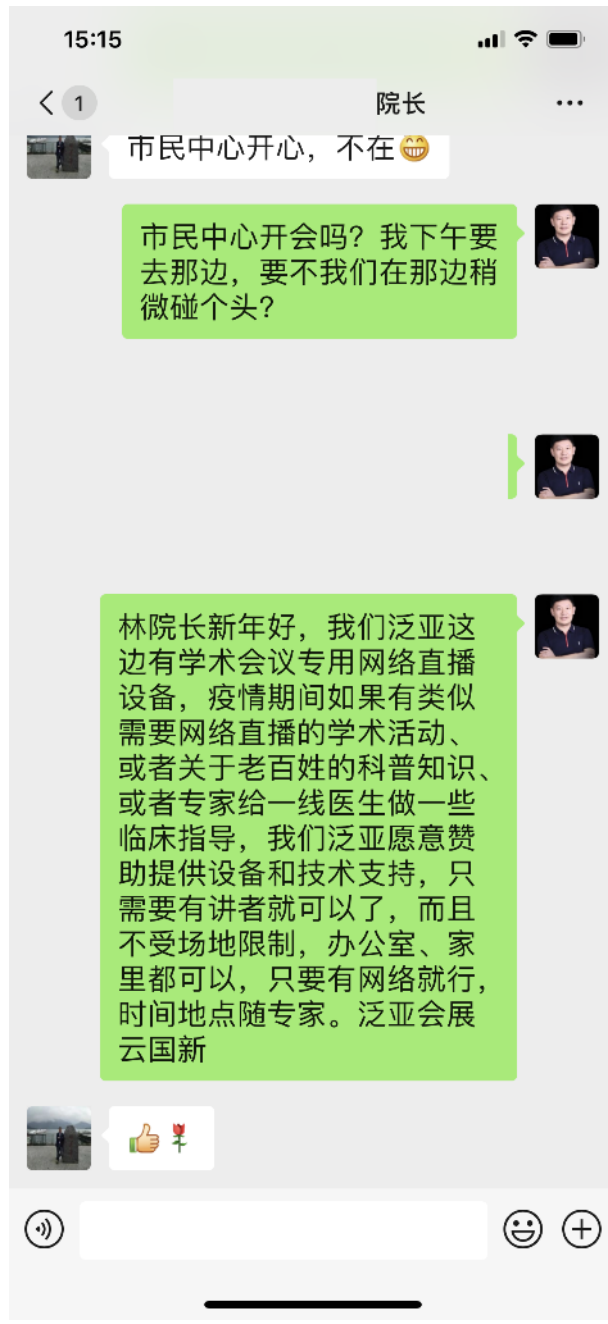 15:15
1
院长
市民中心开心，不在😁
市民中心开会吗？我下午要
去那边，要不我们在那边稍
微碰个头？
林院长新年好，我们泛亚这
边有学术会议专用网络直播
设备，疫情期间如果有类似
需要网络直播的学术活动、
或者关于老百姓的科普知识、
或者专家给一线医生做一些
临床指导，我们泛亚愿意赞
助提供设备和技术支持，只
需要有讲者就可以了，而且
不受场地限制，办公室、家
里都可以，只要有网络就行，
时间地点随专家。泛亚会展
云国新
👍🌹